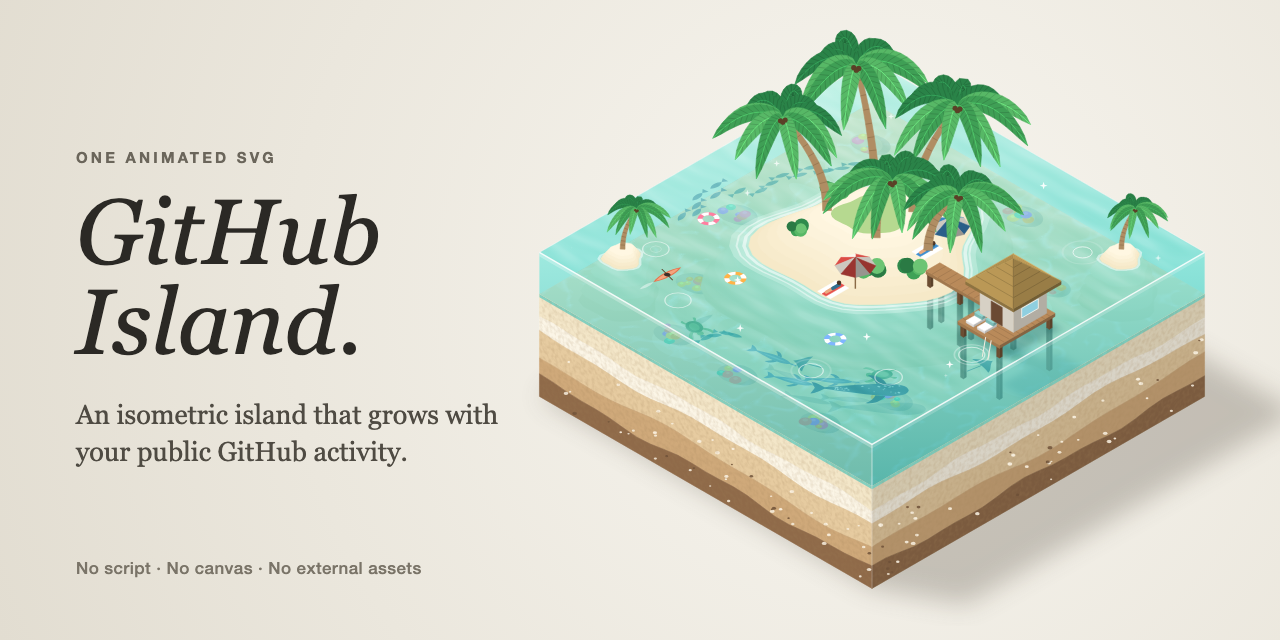 ONE ANIMATED SVG
GitHub
Island.
An isometric island that grows with
your public GitHub activity.
No script · No canvas · No external assets